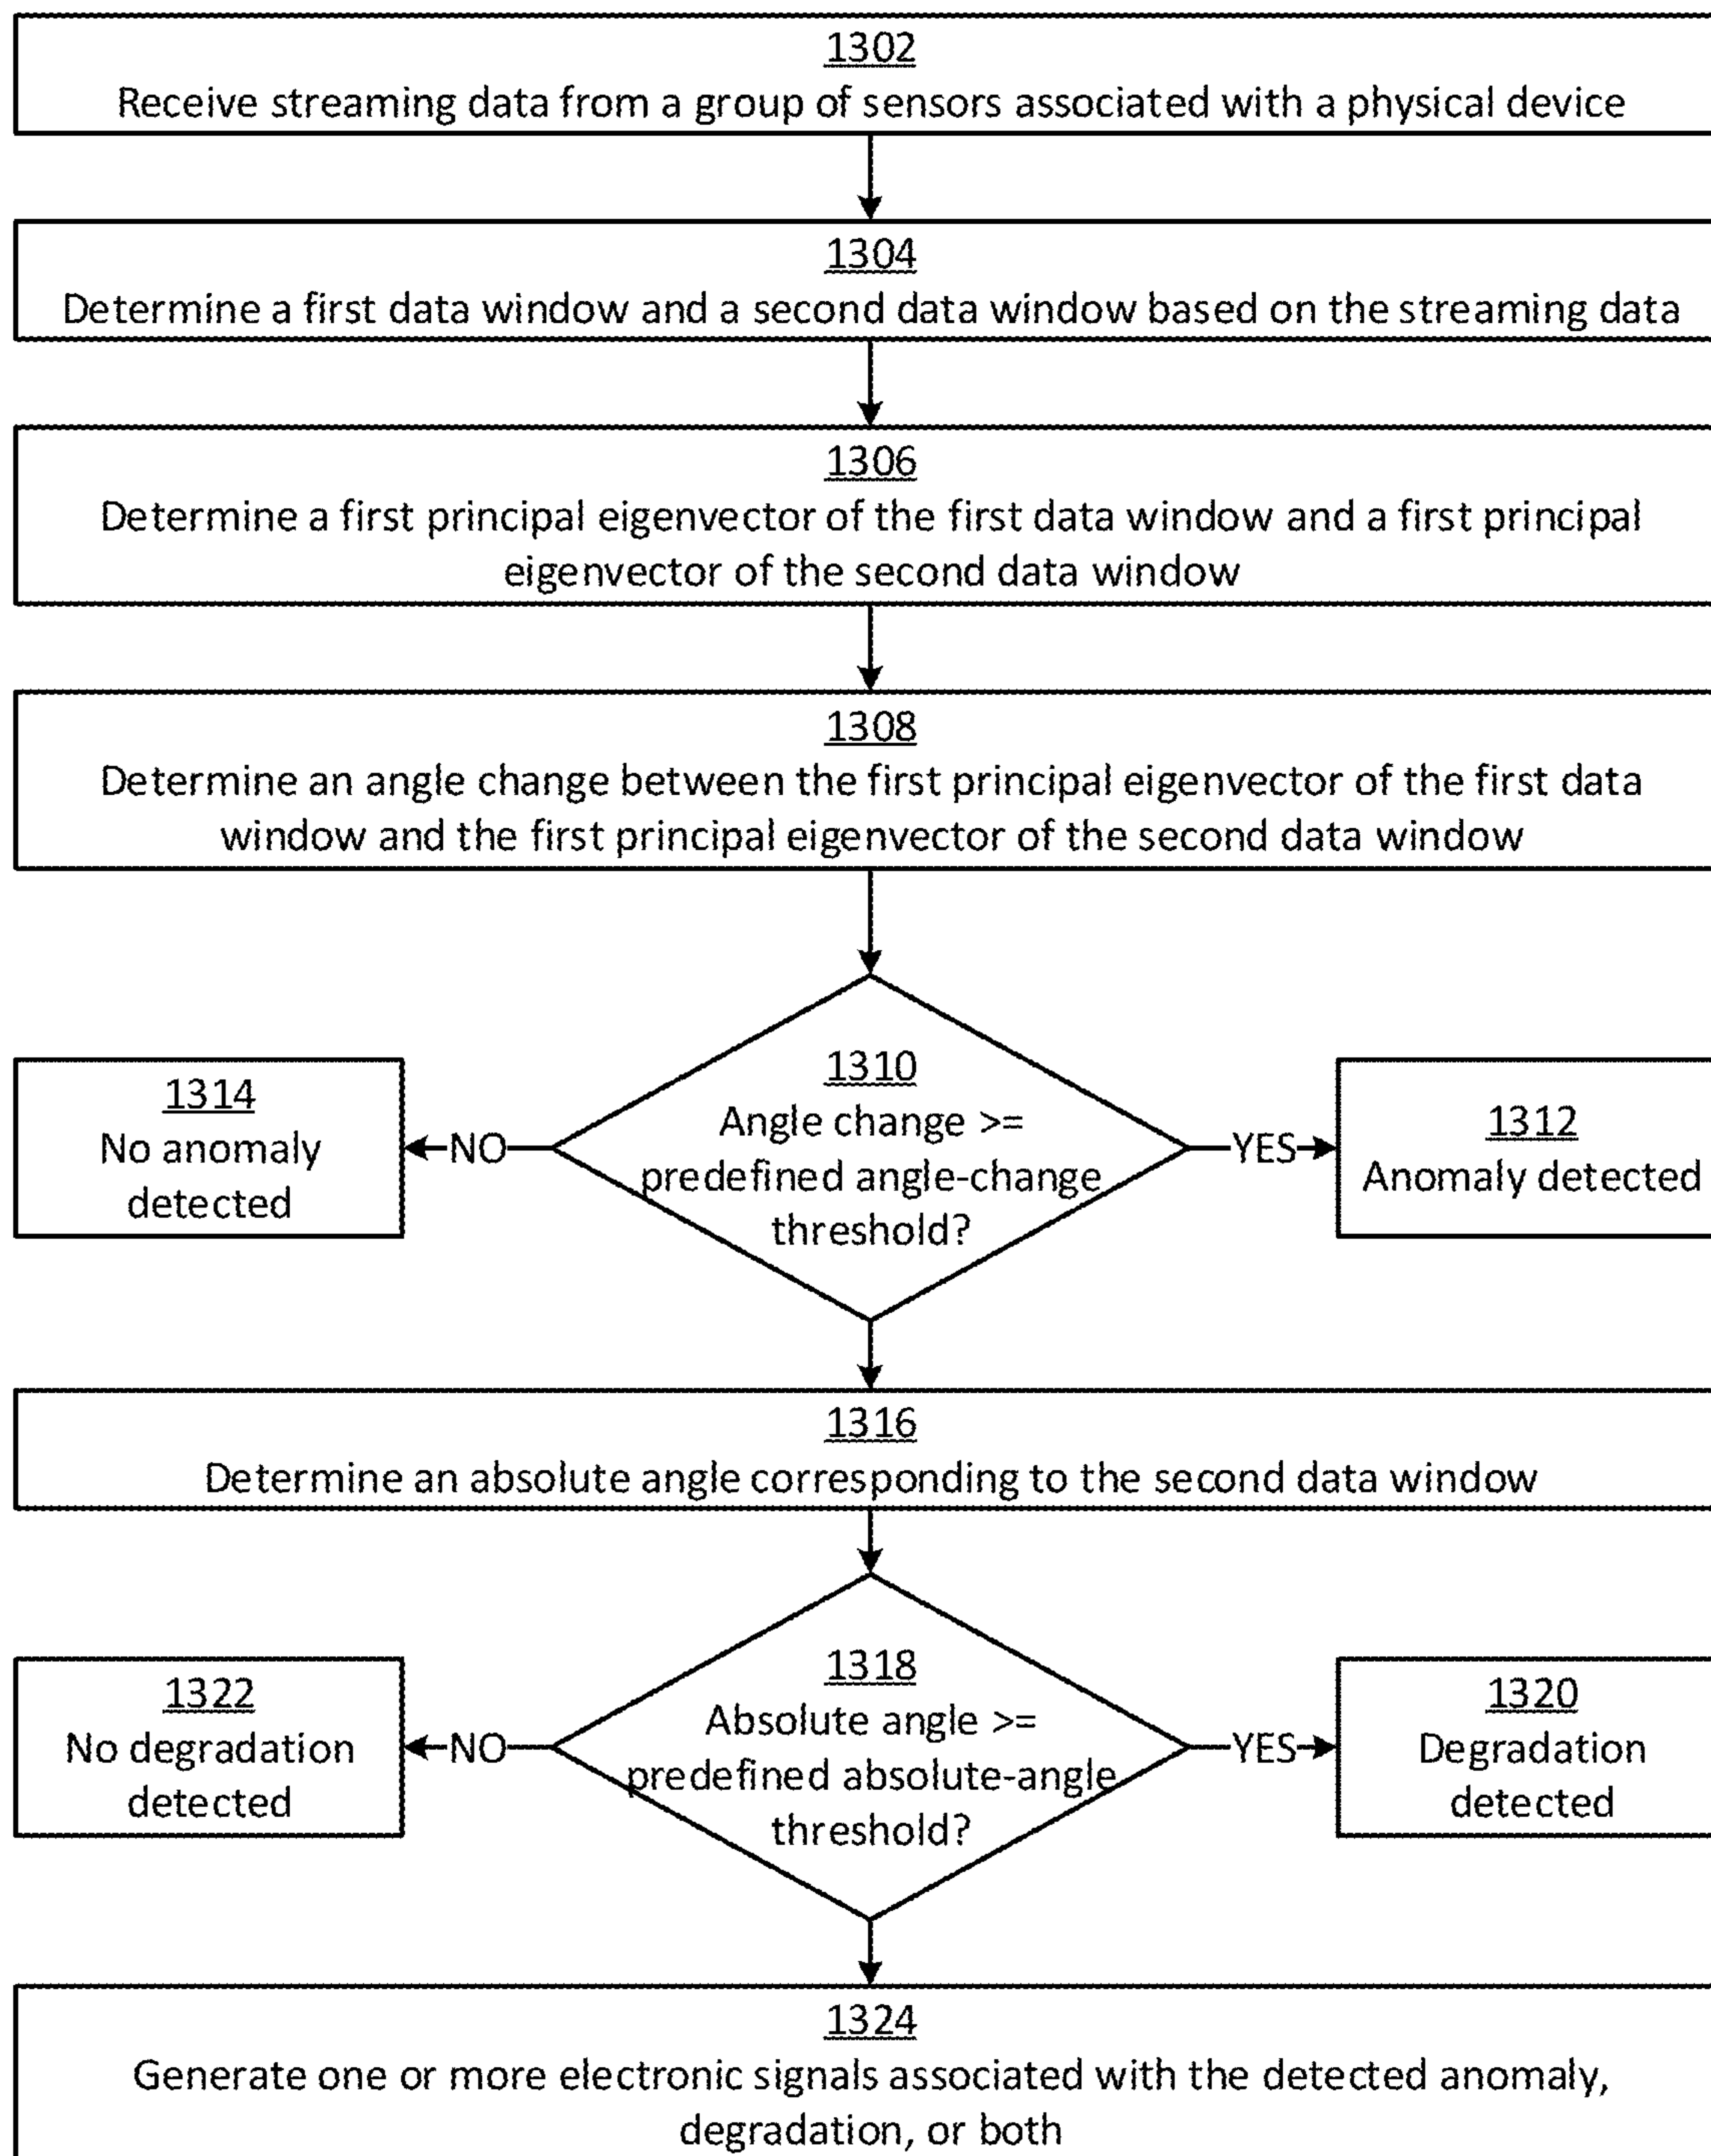 1302
Receive streaming data from a group of sensors associated with a physical device
1304
Determine a first data window and a second data window based on the streaming data
1306
Determine a first principal eigenvector of the first data window and a first principal
eigenvector of the second data window
1308
Determine an angle change between the first principal eigenvector of the first data
window and the first principal eigenvector of the second data window
1310
Angle change >=
predefined angle-change
threshold?
NO
1314
No anomaly
detected
YES
1312
Anomaly detected
1316
Determine an absolute angle corresponding to the second data window
1318
Absolute angle >=
predefined absolute-angle
threshold?
NO
1322
No degradation
detected
YES
1320
Degradation
detected
1324
Generate one or more electronic signals associated with the detected anomaly,
degradation, or both